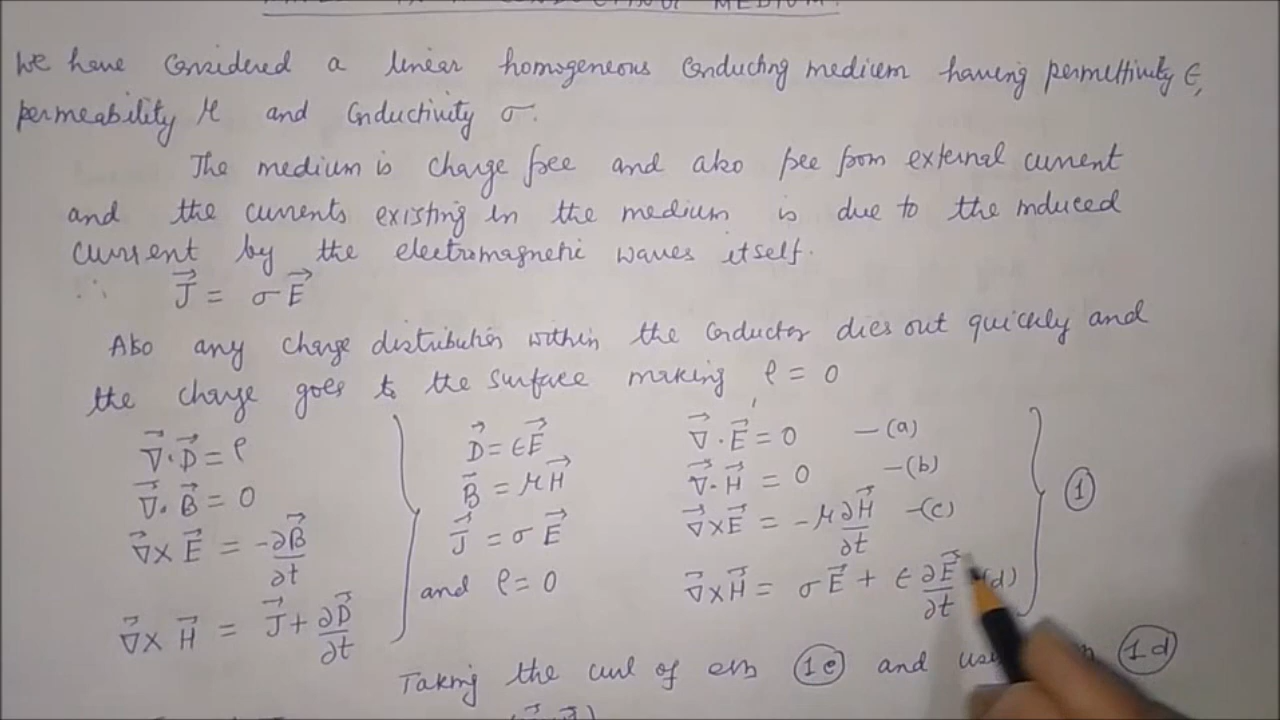 MEDIUM.
We have considered a linear homogeneous conducting medium having permittivity ϵ,
permeability μ and conductivity σ.
The medium is charge free and also free from external current
and the currents existing in the medium is due to the induced
current by the electromagnetic waves itself.
∴ J⃗ = σE⃗
Also any charge distribution within the conductor dies out quickly and
the charge goes to the surface making ρ = 0
∇⃗·D⃗ = ρ
∇⃗·B⃗ = 0
∇⃗×E⃗ = -∂B⃗/∂t
∇⃗×H⃗ = J⃗ + ∂D⃗/∂t
D⃗ = ϵE⃗
B⃗ = μH⃗
J⃗ = σE⃗
and ρ = 0
∇⃗·E⃗ = 0 —(a)
∇⃗·H⃗ = 0 —(b)
∇⃗×E⃗ = -μ∂H⃗/∂t —(c)
∇⃗×H⃗ = σE⃗ + ϵ∂E⃗/∂t (d)
①
Taking the curl of eqn 1c and 1d